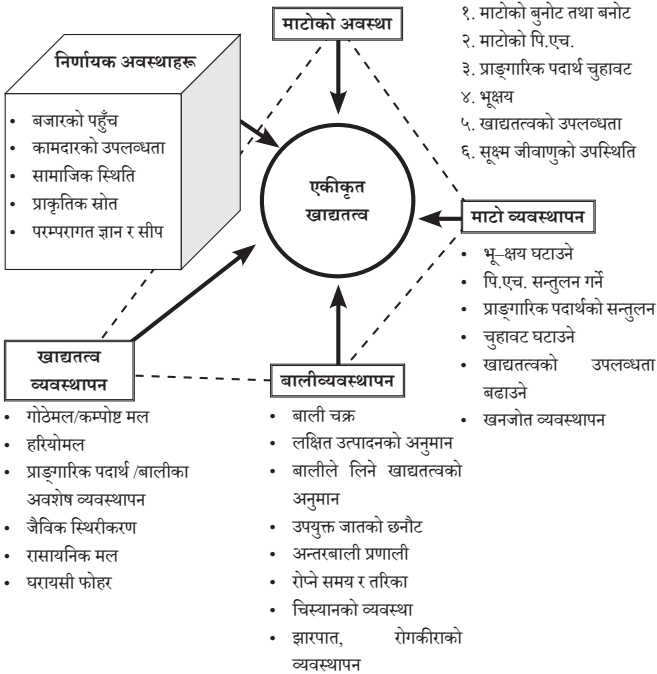 माटोको अवस्था
१. माटोको बुनोट तथा बनोट
२. माटोको पि.एच.
३. प्राङ्गारिक पदार्थ चुहावट
४. भूक्षय
५. खाद्यतत्वको उपलव्धता
६. सूक्ष्म जीवाणुको उपस्थिति
निर्णायक अवस्थाहरू
• बजारको पहुँच
• कामदारको उपलव्धता
• सामाजिक स्थिति
• प्राकृतिक स्रोत
• परम्परागत ज्ञान र सीप
एकीकृत
खाद्यतत्व
माटो व्यवस्थापन
• भू–क्षय घटाउने
• पि.एच. सन्तुलन गर्ने
• प्राङ्गारिक पदार्थको सन्तुलन
• चुहावट घटाउने
• खाद्यतत्वको उपलव्धता
बढाउने
• खनजोत व्यवस्थापन
खाद्यतत्व
व्यवस्थापन
• गोठेमल/कम्पोष्ट मल
• हरियोमल
• प्राङ्गारिक पदार्थ /बालीका
अवशेष व्यवस्थापन
• जैविक स्थिरीकरण
• रासायनिक मल
• घरायसी फोहर
बालीव्यवस्थापन
• बाली चक्र
• लक्षित उत्पादनको अनुमान
• बालीले लिने खाद्यतत्वको
अनुमान
• उपयुक्त जातको छनौट
• अन्तरबाली प्रणाली
• रोप्ने समय र तरिका
• चिस्यानको व्यवस्था
• झारपात, रोगकीराको
व्यवस्थापन